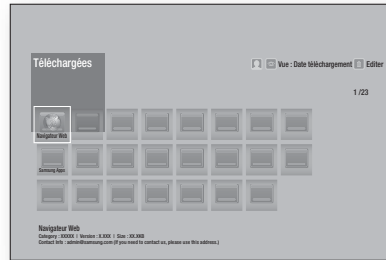 Téléchargées
Vue : Date téléchargement Editer
1 /23
Navigateur Web
Samsung Apps
Navigateur Web
Category : XXXXX I Version : X.XXX I Size : XX.XKB
Contact Info : admin@samsung.com (if you need to contact us, please use this address.)